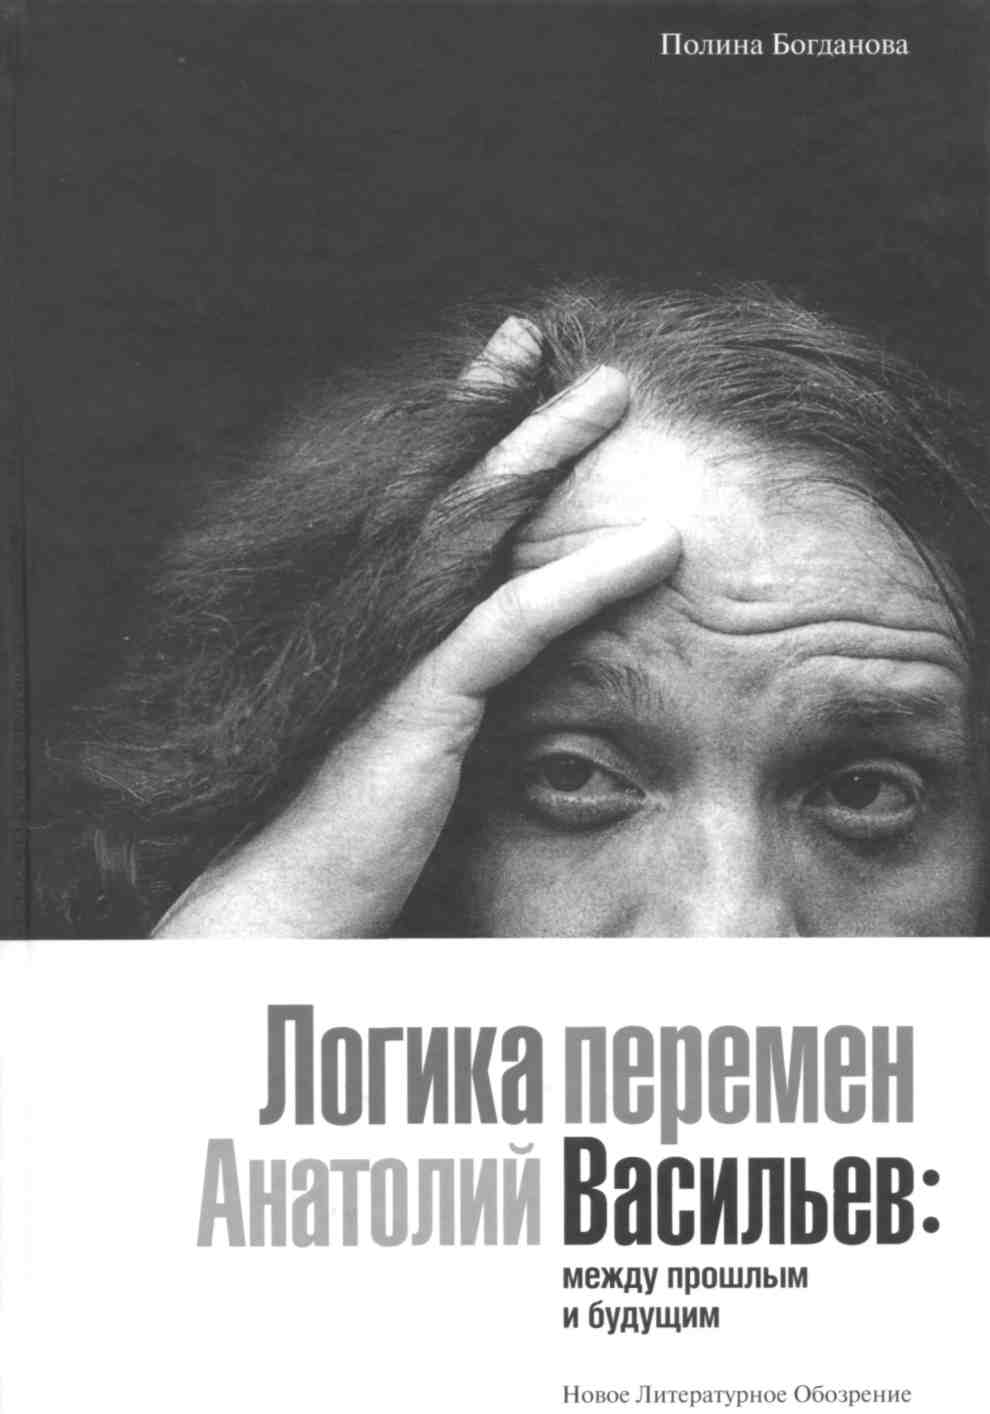 Полина Богданова
Логика перемен
Анатолий Васильев:
между прошлым
и будущим
Новое Литературное Обозрение